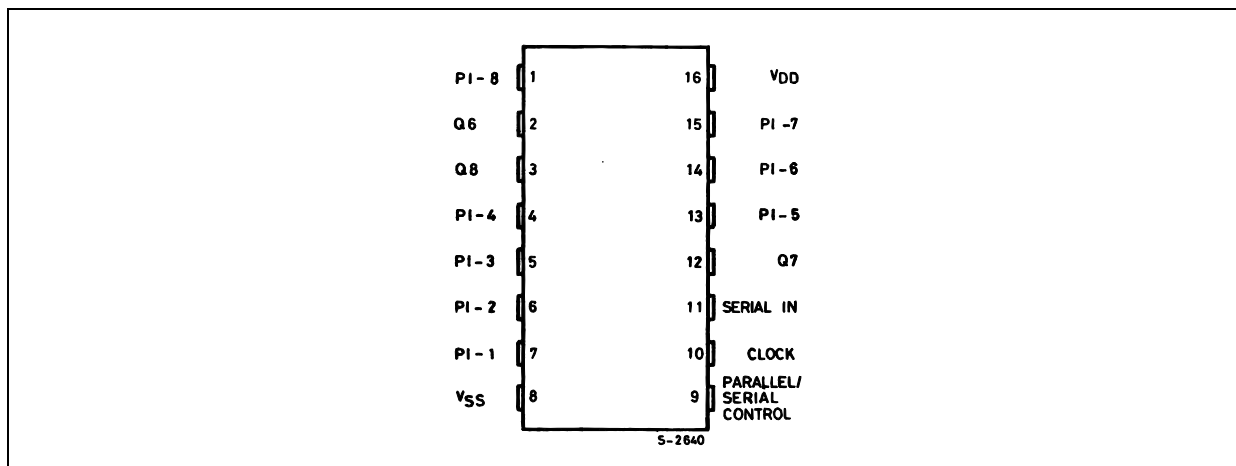 PI-8 1 16 VDD
Q6 2 15 PI-7
Q8 3 14 PI-6
PI-4 4 13 PI-5
PI-3 5 12 Q7
PI-2 6 11 SERIAL IN
PI-1 7 10 CLOCK
VSS 8 9 PARALLEL/
SERIAL
CONTROL
S-2640